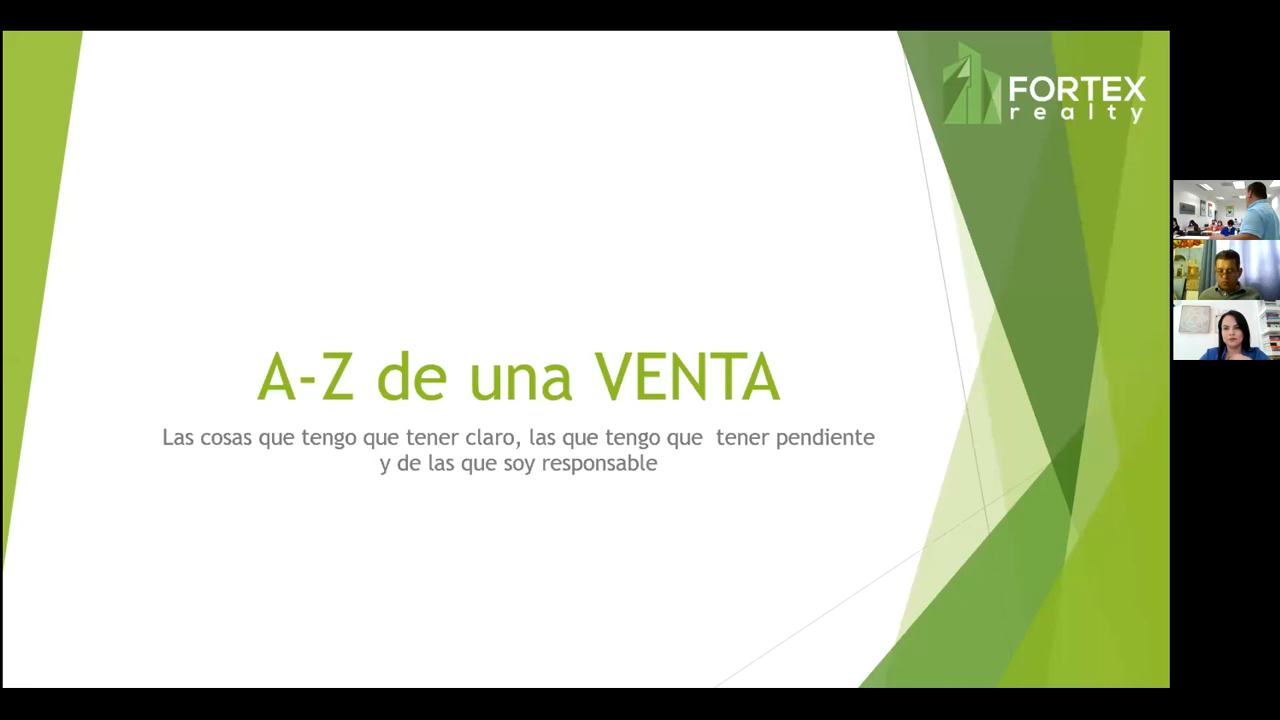 FORTEX
realty
A-Z de una VENTA
Las cosas que tengo que tener claro, las que tengo que tener pendiente
y de las que soy responsable